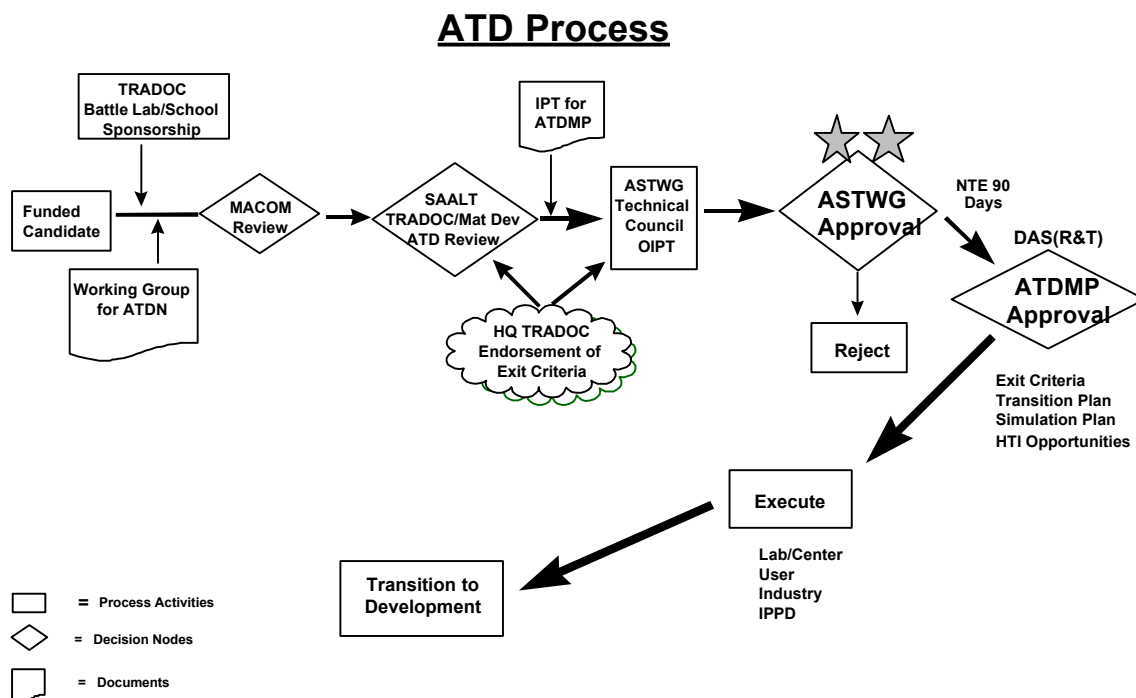 ATD Process
TRADOC
Battle Lab/School
Sponsorship
IPT for
ATDMP
Funded
Candidate
MACOM
Review
SAALT
TRADOC/Mat Dev
ATD Review
ASTWG
Technical
Council
OIPT
ASTWG
Approval
NTE 90
Days
DAS(R&T)
ATDMP
Approval
Working Group
for ATDN
HQ TRADOC
Endorsement of
Exit Criteria
Reject
Exit Criteria
Transition Plan
Simulation Plan
HTI Opportunities
Execute
Lab/Center
User
Industry
IPPD
Transition to
Development
= Process Activities
= Decision Nodes
= Documents